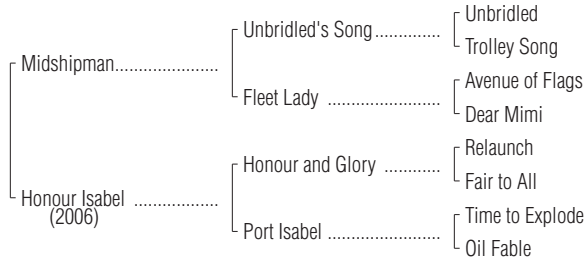 Unbridled
Unbridled's Song..............
Trolley Song
Midshipman.....................
Avenue of Flags
Fleet Lady .......................
Dear Mimi
Relaunch
Honour and Glory ............
Fair to All
Honour Isabel .................
(2006)
Time to Explode
Port Isabel .......................
Oil Fable